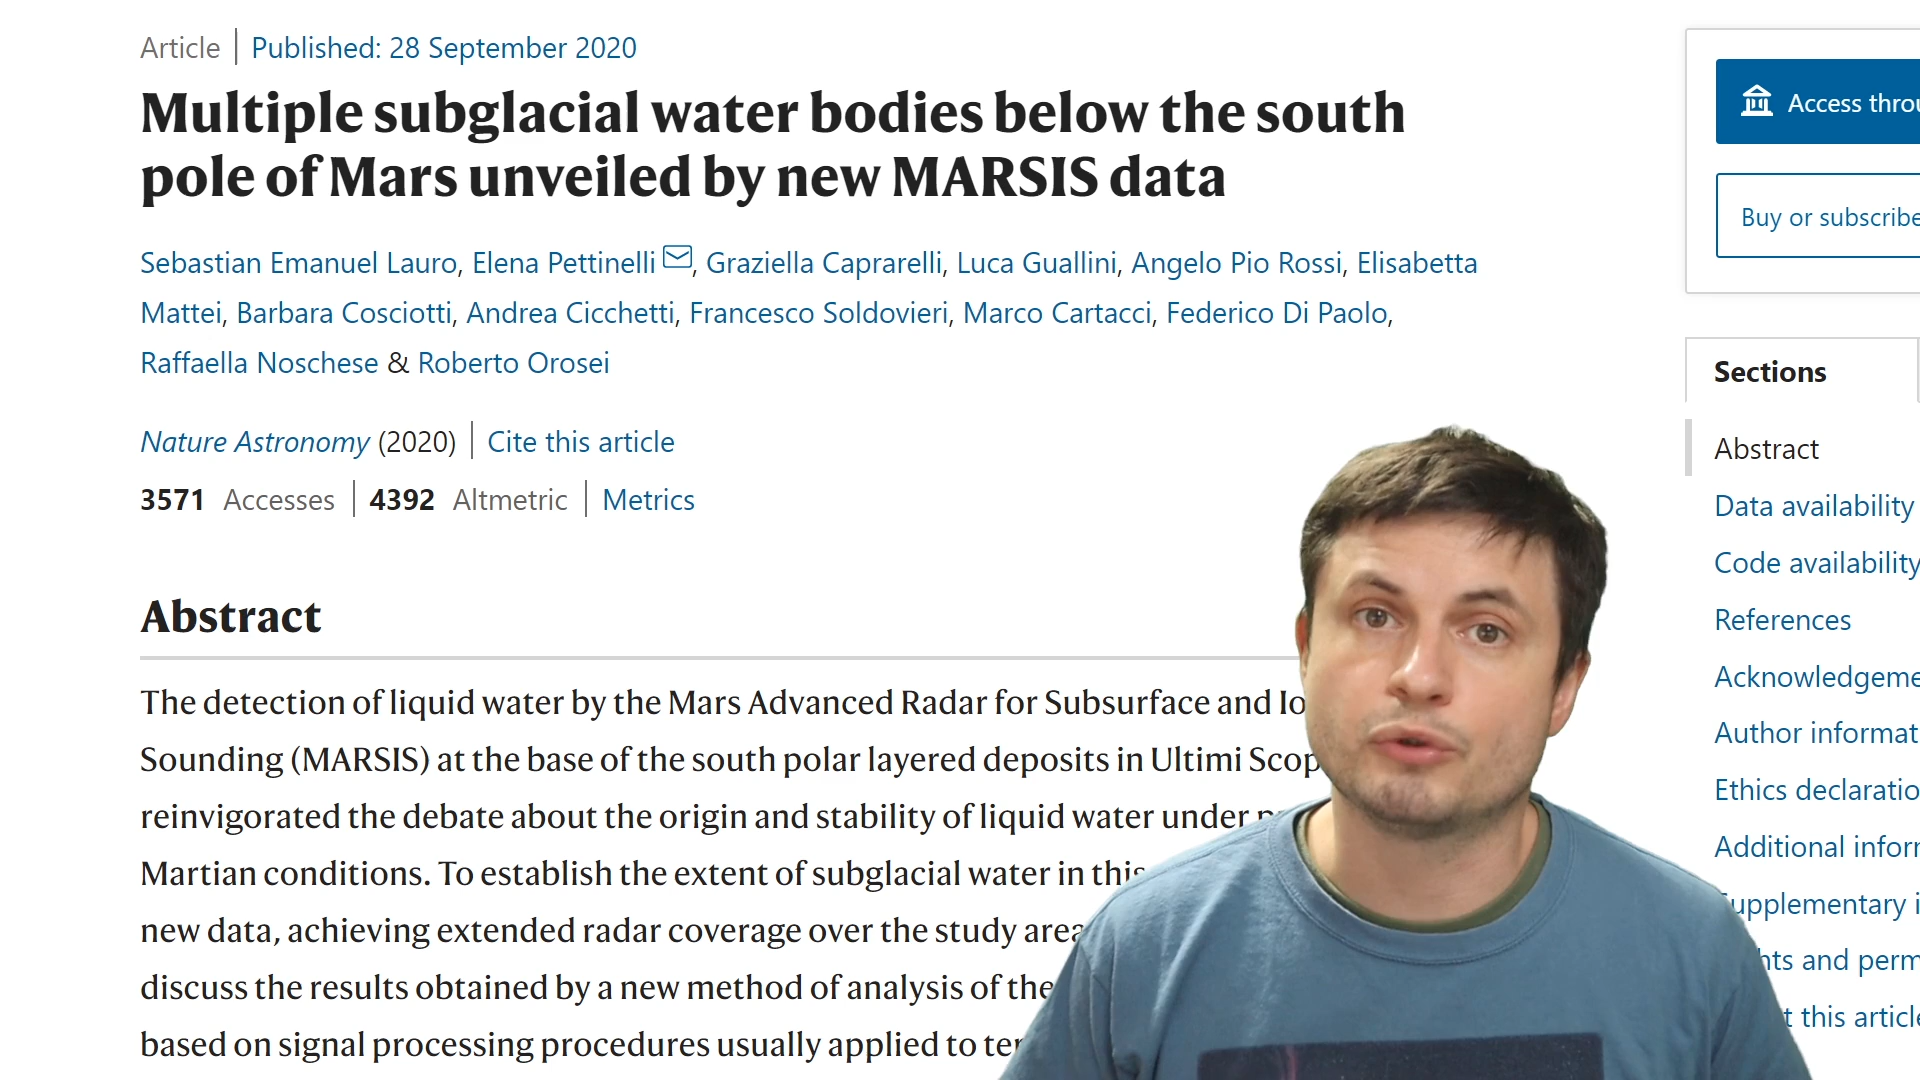 Article Published: 28 September 2020
Multiple subglacial water bodies below the south
pole of Mars unveiled by new MARSIS data
Sebastian Emanuel Lauro, Elena Pettinelli, Graziella Caprarelli, Luca Guallini, Angelo Pio Rossi, Elisabetta
Mattei, Barbara Cosciotti, Andrea Cicchetti, Francesco Soldovieri, Marco Cartacci, Federico Di Paolo,
Raffaella Noschese & Roberto Orosei
Nature Astronomy (2020) Cite this article
3571 Accesses 4392 Altmetric Metrics
Abstract
The detection of liquid water by the Mars Advanced Radar for Subsurface and
Sounding (MARSIS) at the base of the south polar layered deposits in Ultimi
reinvigorated the debate about the origin and stability of liquid water under
Martian conditions. To establish the extent of subglacial water in this
new data, achieving extended radar coverage over the study area
discuss the results obtained by a new method of analysis of the
based on signal processing procedures usually applied to
Access
Buy or subscribe
Sections
Abstract
Data availability
Code availability
References
Author
Ethics
Additional
and
this article